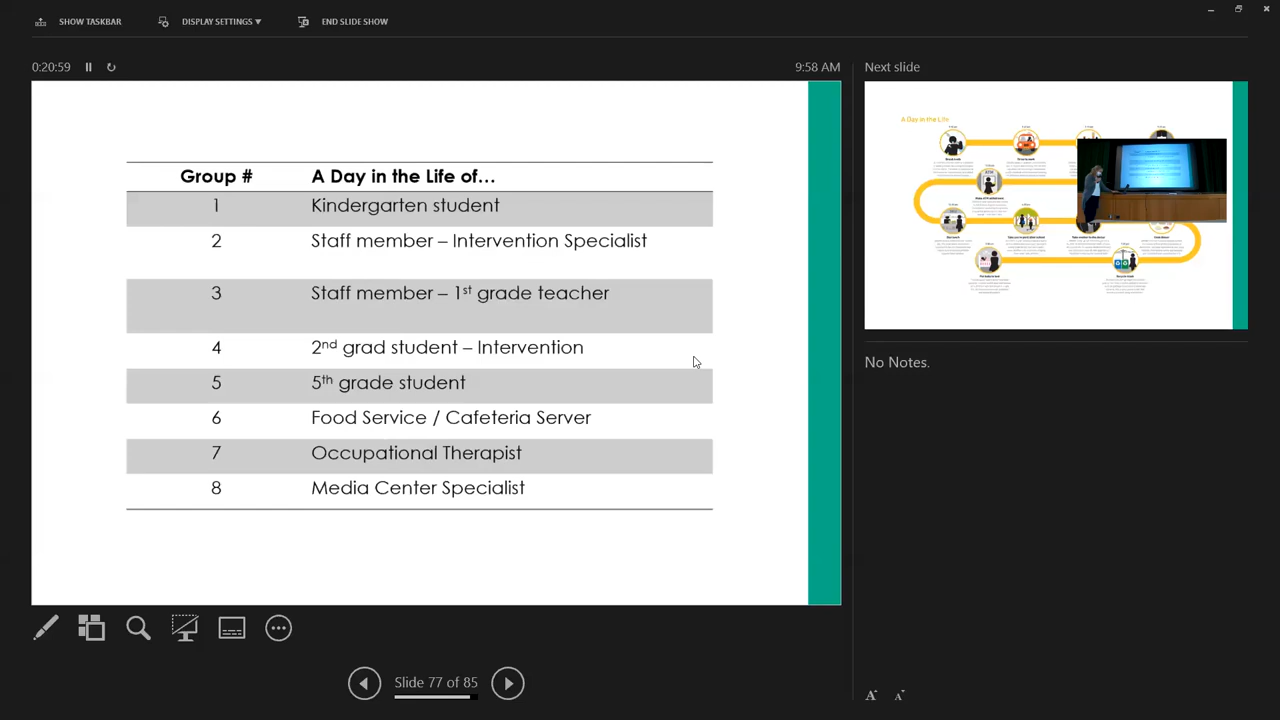 SHOW TASKBAR
DISPLAY SETTINGS ▼
END SLIDE SHOW
0:20:59
9:58 AM
Next slide
Group # A Day in the Life of…
1 Kindergarten student
2 Staff member – Intervention Specialist
3 Staff member – 1st grade teacher
4 2nd grad student – Intervention
5 5th grade student
6 Food Service / Cafeteria Server
7 Occupational Therapist
8 Media Center Specialist
A Day in the Life
No Notes.
Slide 77 of 85
A A